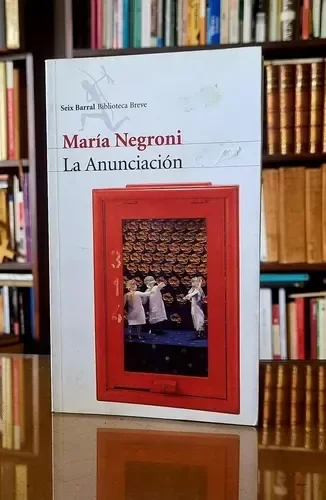 Seix Barral Biblioteca Breve
María Negroni
La Anunciación